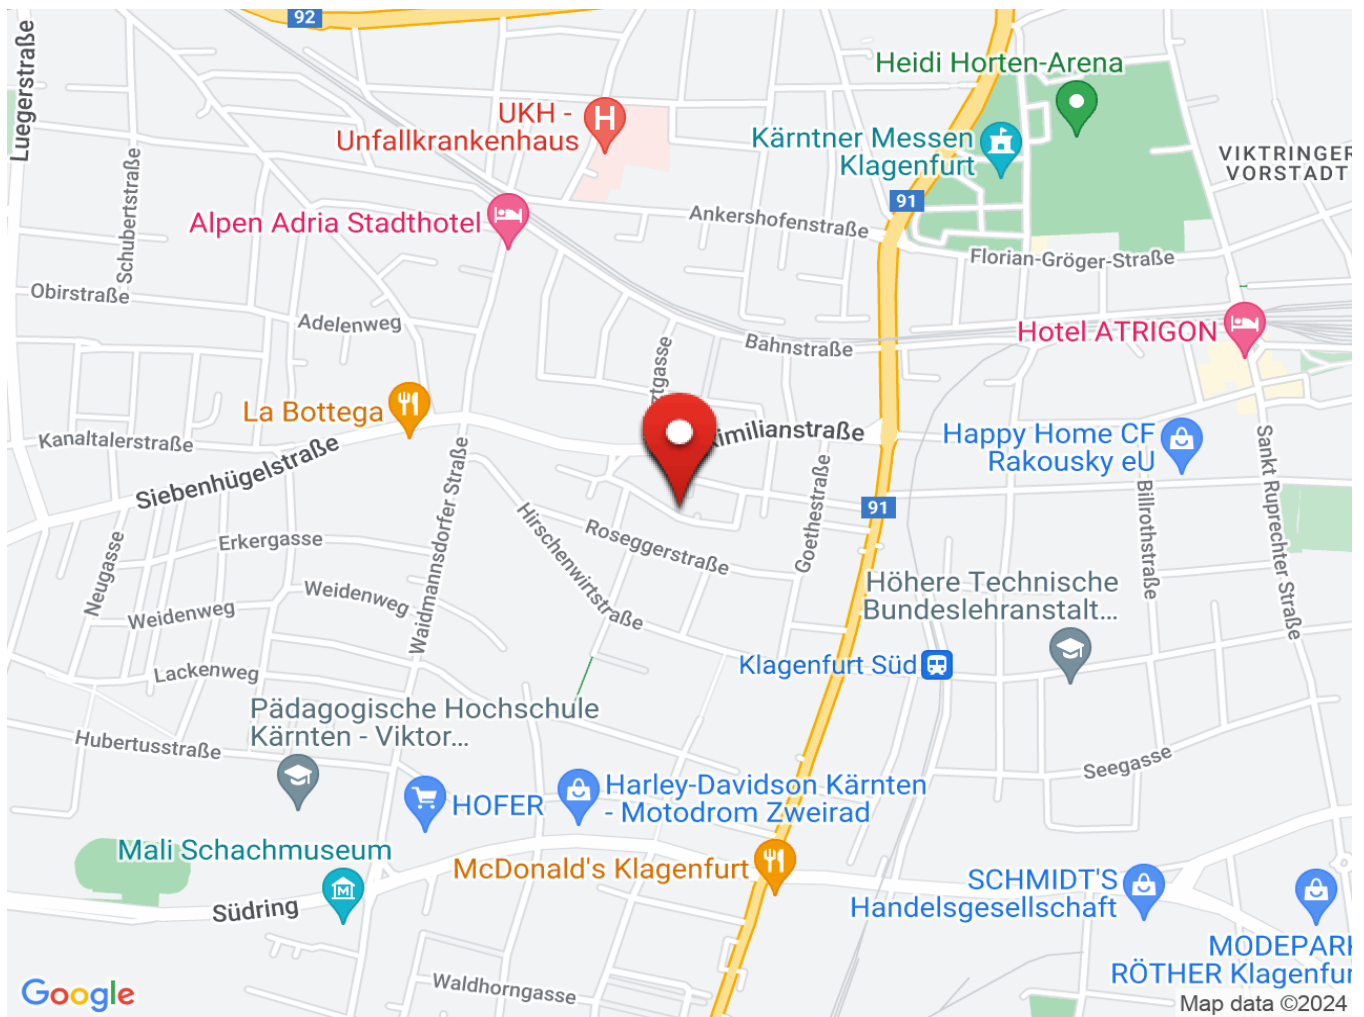 92
Luegerstraße
Heidi Horten-Arena
UKH -
Unfallkrankenhaus
Kärntner Messen
Klagenfurt
VIKTRINGER
VORSTADT
Schubertstraße
91
Alpen Adria Stadthotel
Ankershofenstraße
Florian-Gröger-Straße
Obirstraße
Adelenweg
Bahnstraße
Hotel ATRIGON
La Bottega
Kanaltalerstraße
Siebenhügelstraße
Happy Home CF
Rakousky eU
Sankt Ruprechter Straße
Waidmannsdorfer Straße
91
Hirschenwirtstraße
Roseggerstraße
Goethestraße
Billrothstraße
Erkergasse
Neugasse
Weidenweg
Weidenweg
Höhere Technische
Bundeslehranstalt...
Lackenweg
Klagenfurt Süd
Pädagogische Hochschule
Kärnten - Viktor...
Hubertusstraße
Seegasse
HOFER
Harley-Davidson Kärnten
- Motodrom Zweirad
Mali Schachmuseum
McDonald's Klagenfurt
SCHMIDT'S
Handelsgesellschaft
Südring
MODEPARK
RÖTHER Klagenfur
Waldhorngasse
Google
Map data ©2024